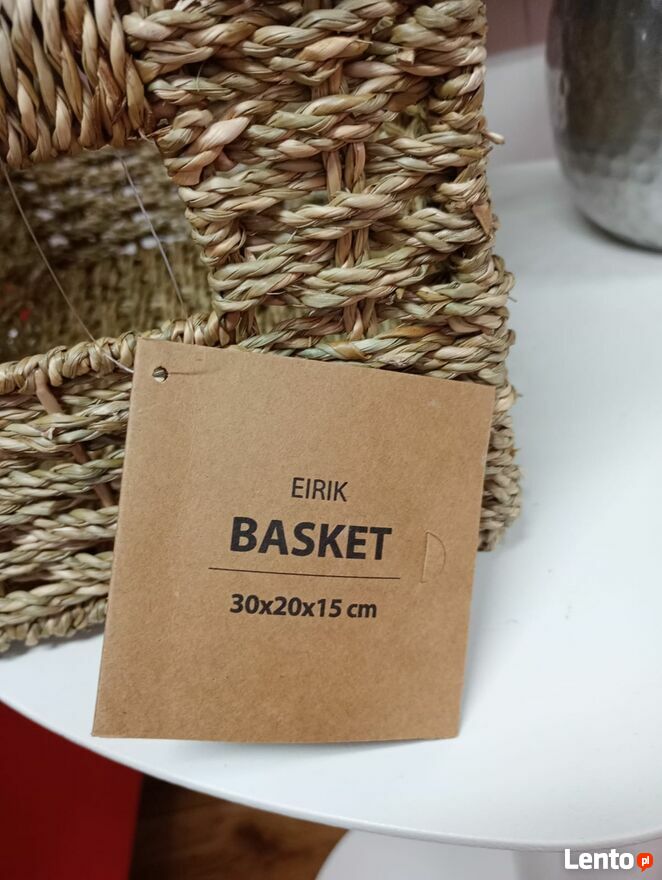 EIRIK
BASKET
30x20x15 cm
Lento pl